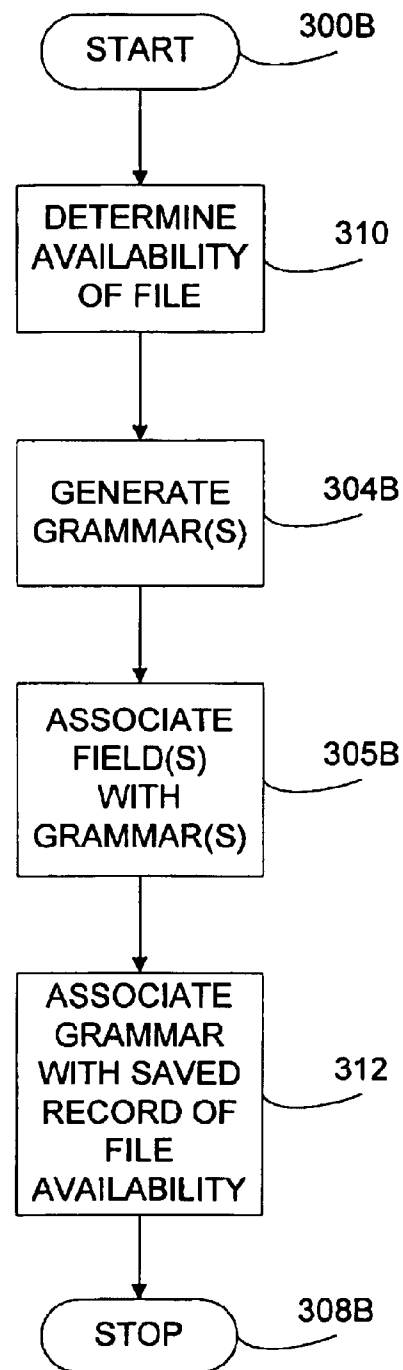 START
300B
DETERMINE
AVAILABILITY
OF FILE
310
GENERATE
GRAMMAR(S)
304B
ASSOCIATE
FIELD(S)
WITH
GRAMMAR(S)
305B
ASSOCIATE
GRAMMAR
WITH SAVED
RECORD OF
FILE
AVAILABILITY
312
STOP
308B